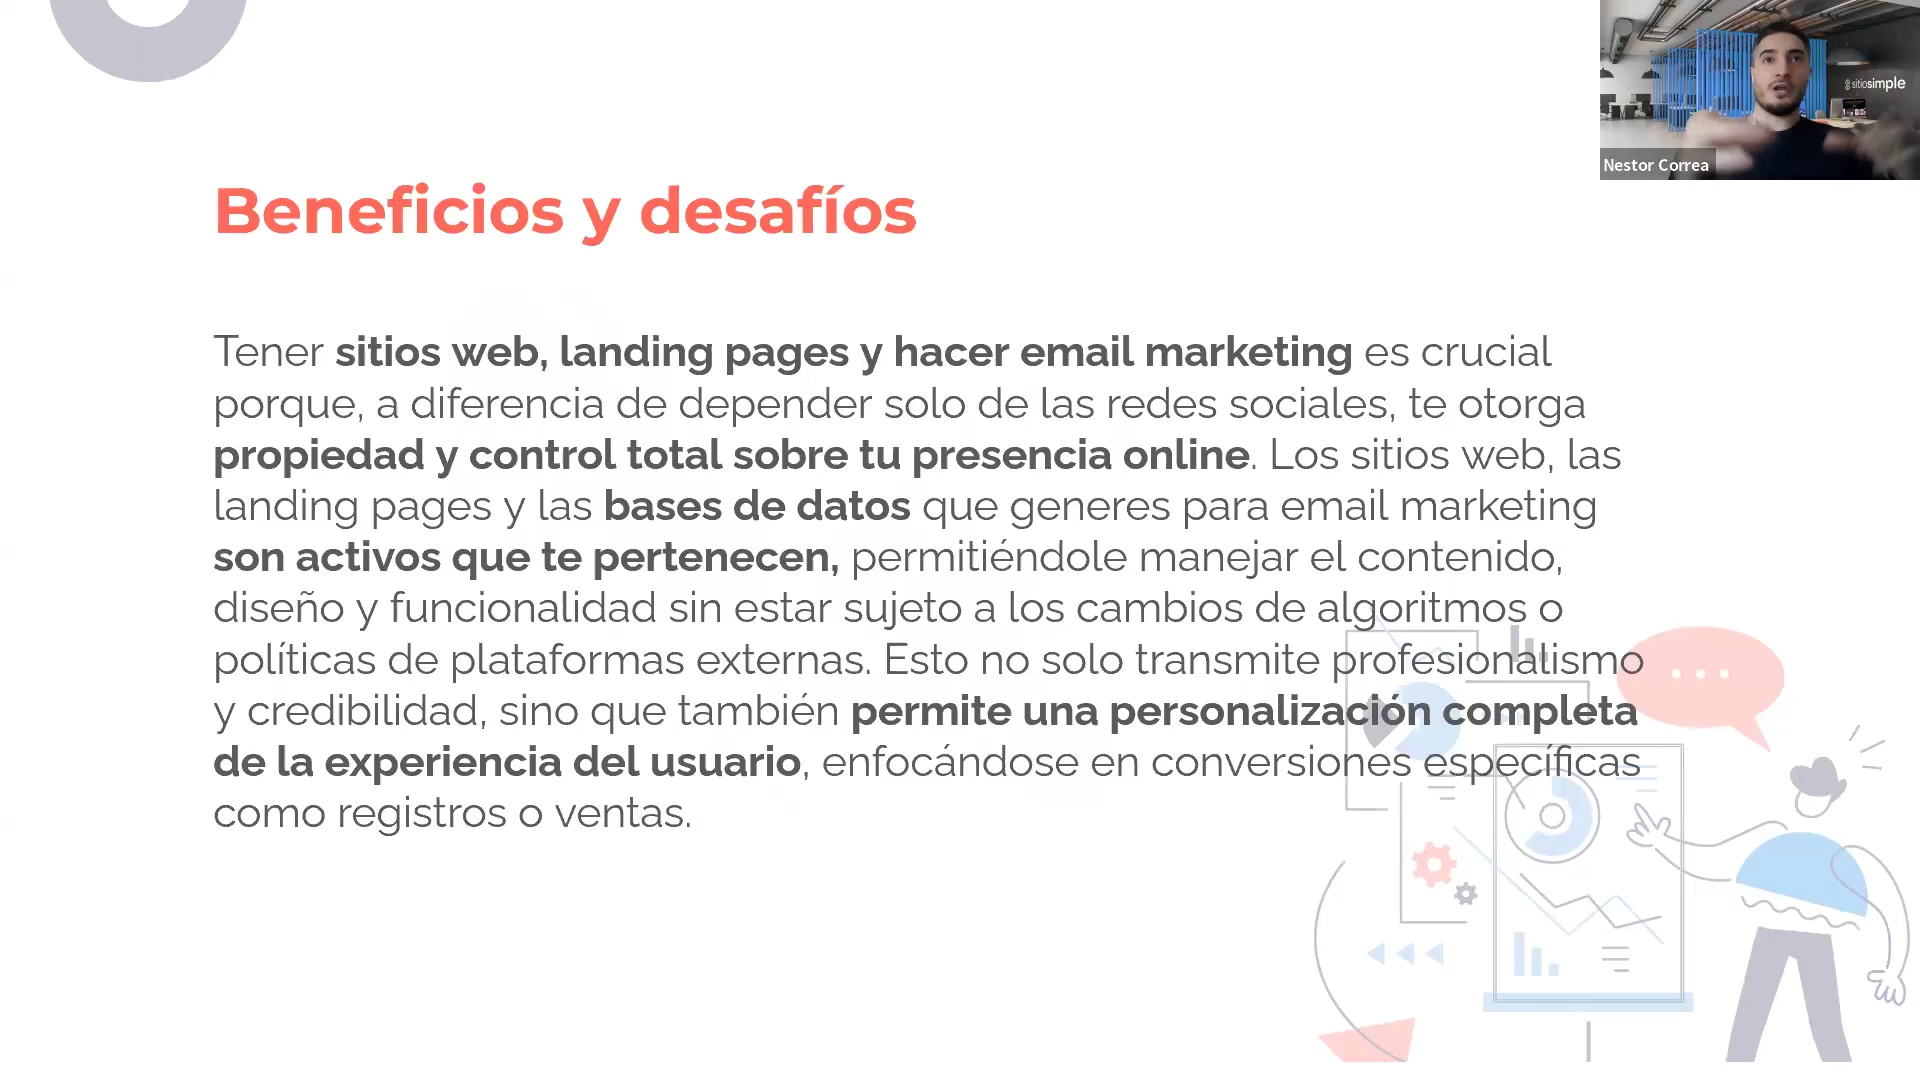 sitiosimple
Nestor Correa
Beneficios y desafíos
Tener sitios web, landing pages y hacer email marketing es crucial
porque, a diferencia de depender solo de las redes sociales, te otorga
propiedad y control total sobre tu presencia online. Los sitios web, las
landing pages y las bases de datos que generes para email marketing
son activos que te pertenecen, permitiéndole manejar el contenido,
diseño y funcionalidad sin estar sujeto a los cambios de algoritmos o
políticas de plataformas externas. Esto no solo transmite profesionalismo
y credibilidad, sino que también permite una personalización completa
de la experiencia del usuario, enfocándose en conversiones específicas
como registros o ventas.